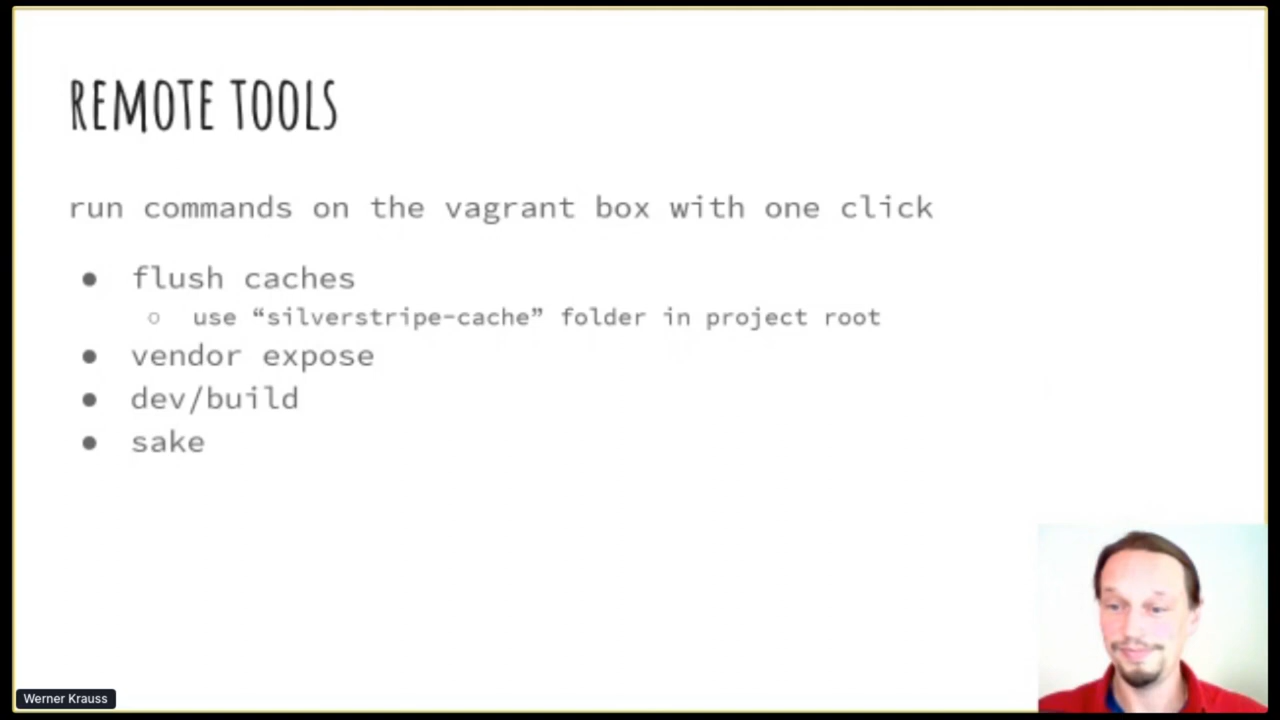 REMOTE TOOLS
run commands on the vagrant box with one click
● flush caches
○ use “silverstripe-cache” folder in project root
● vendor expose
● dev/build
● sake
Werner Krauss